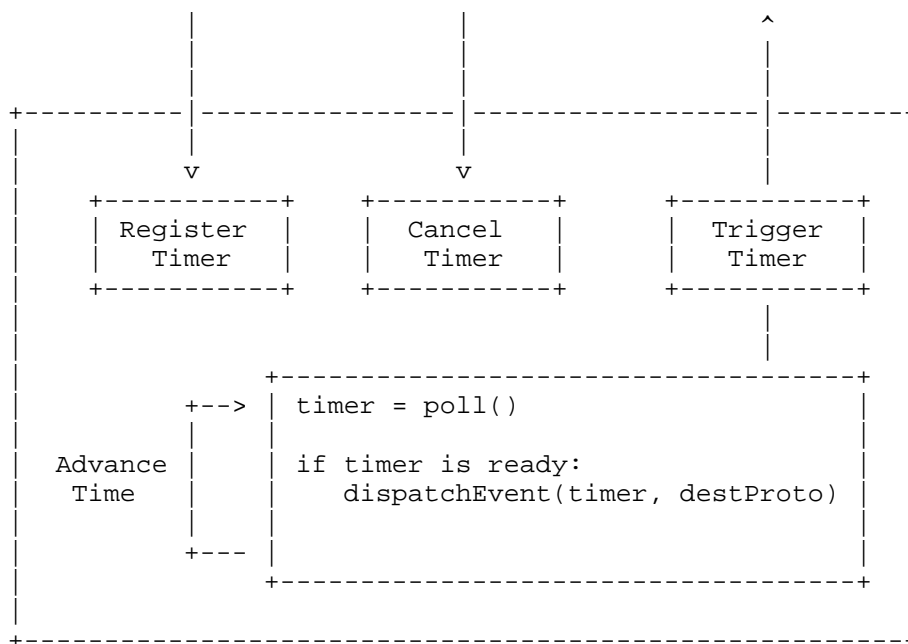 Register Cancel Trigger
Timer Timer Timer
timer = poll()
Advance if timer is ready:
Time dispatchEvent(timer, destProto)